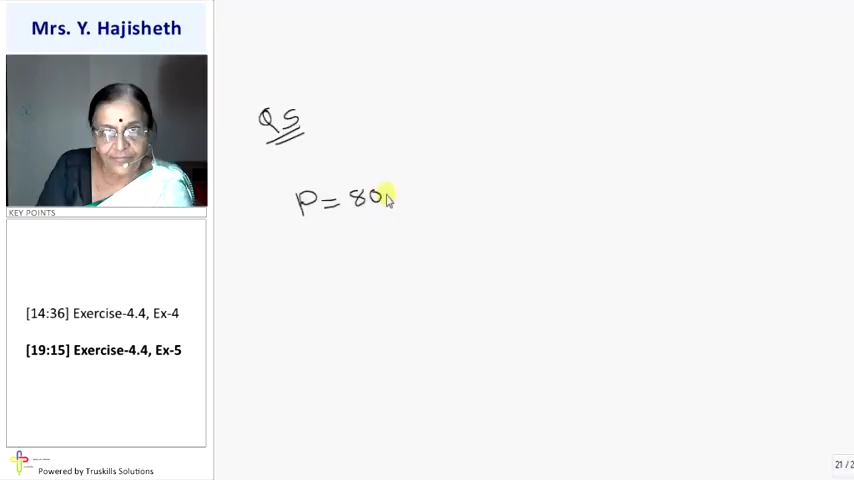 Mrs. Y. Hajisheth
KEY POINTS
[14:36] Exercise-4.4, Ex-4
[19:15] Exercise-4.4, Ex-5
Powered by Truskills Solutions
Q5
P = 80
21 / 2